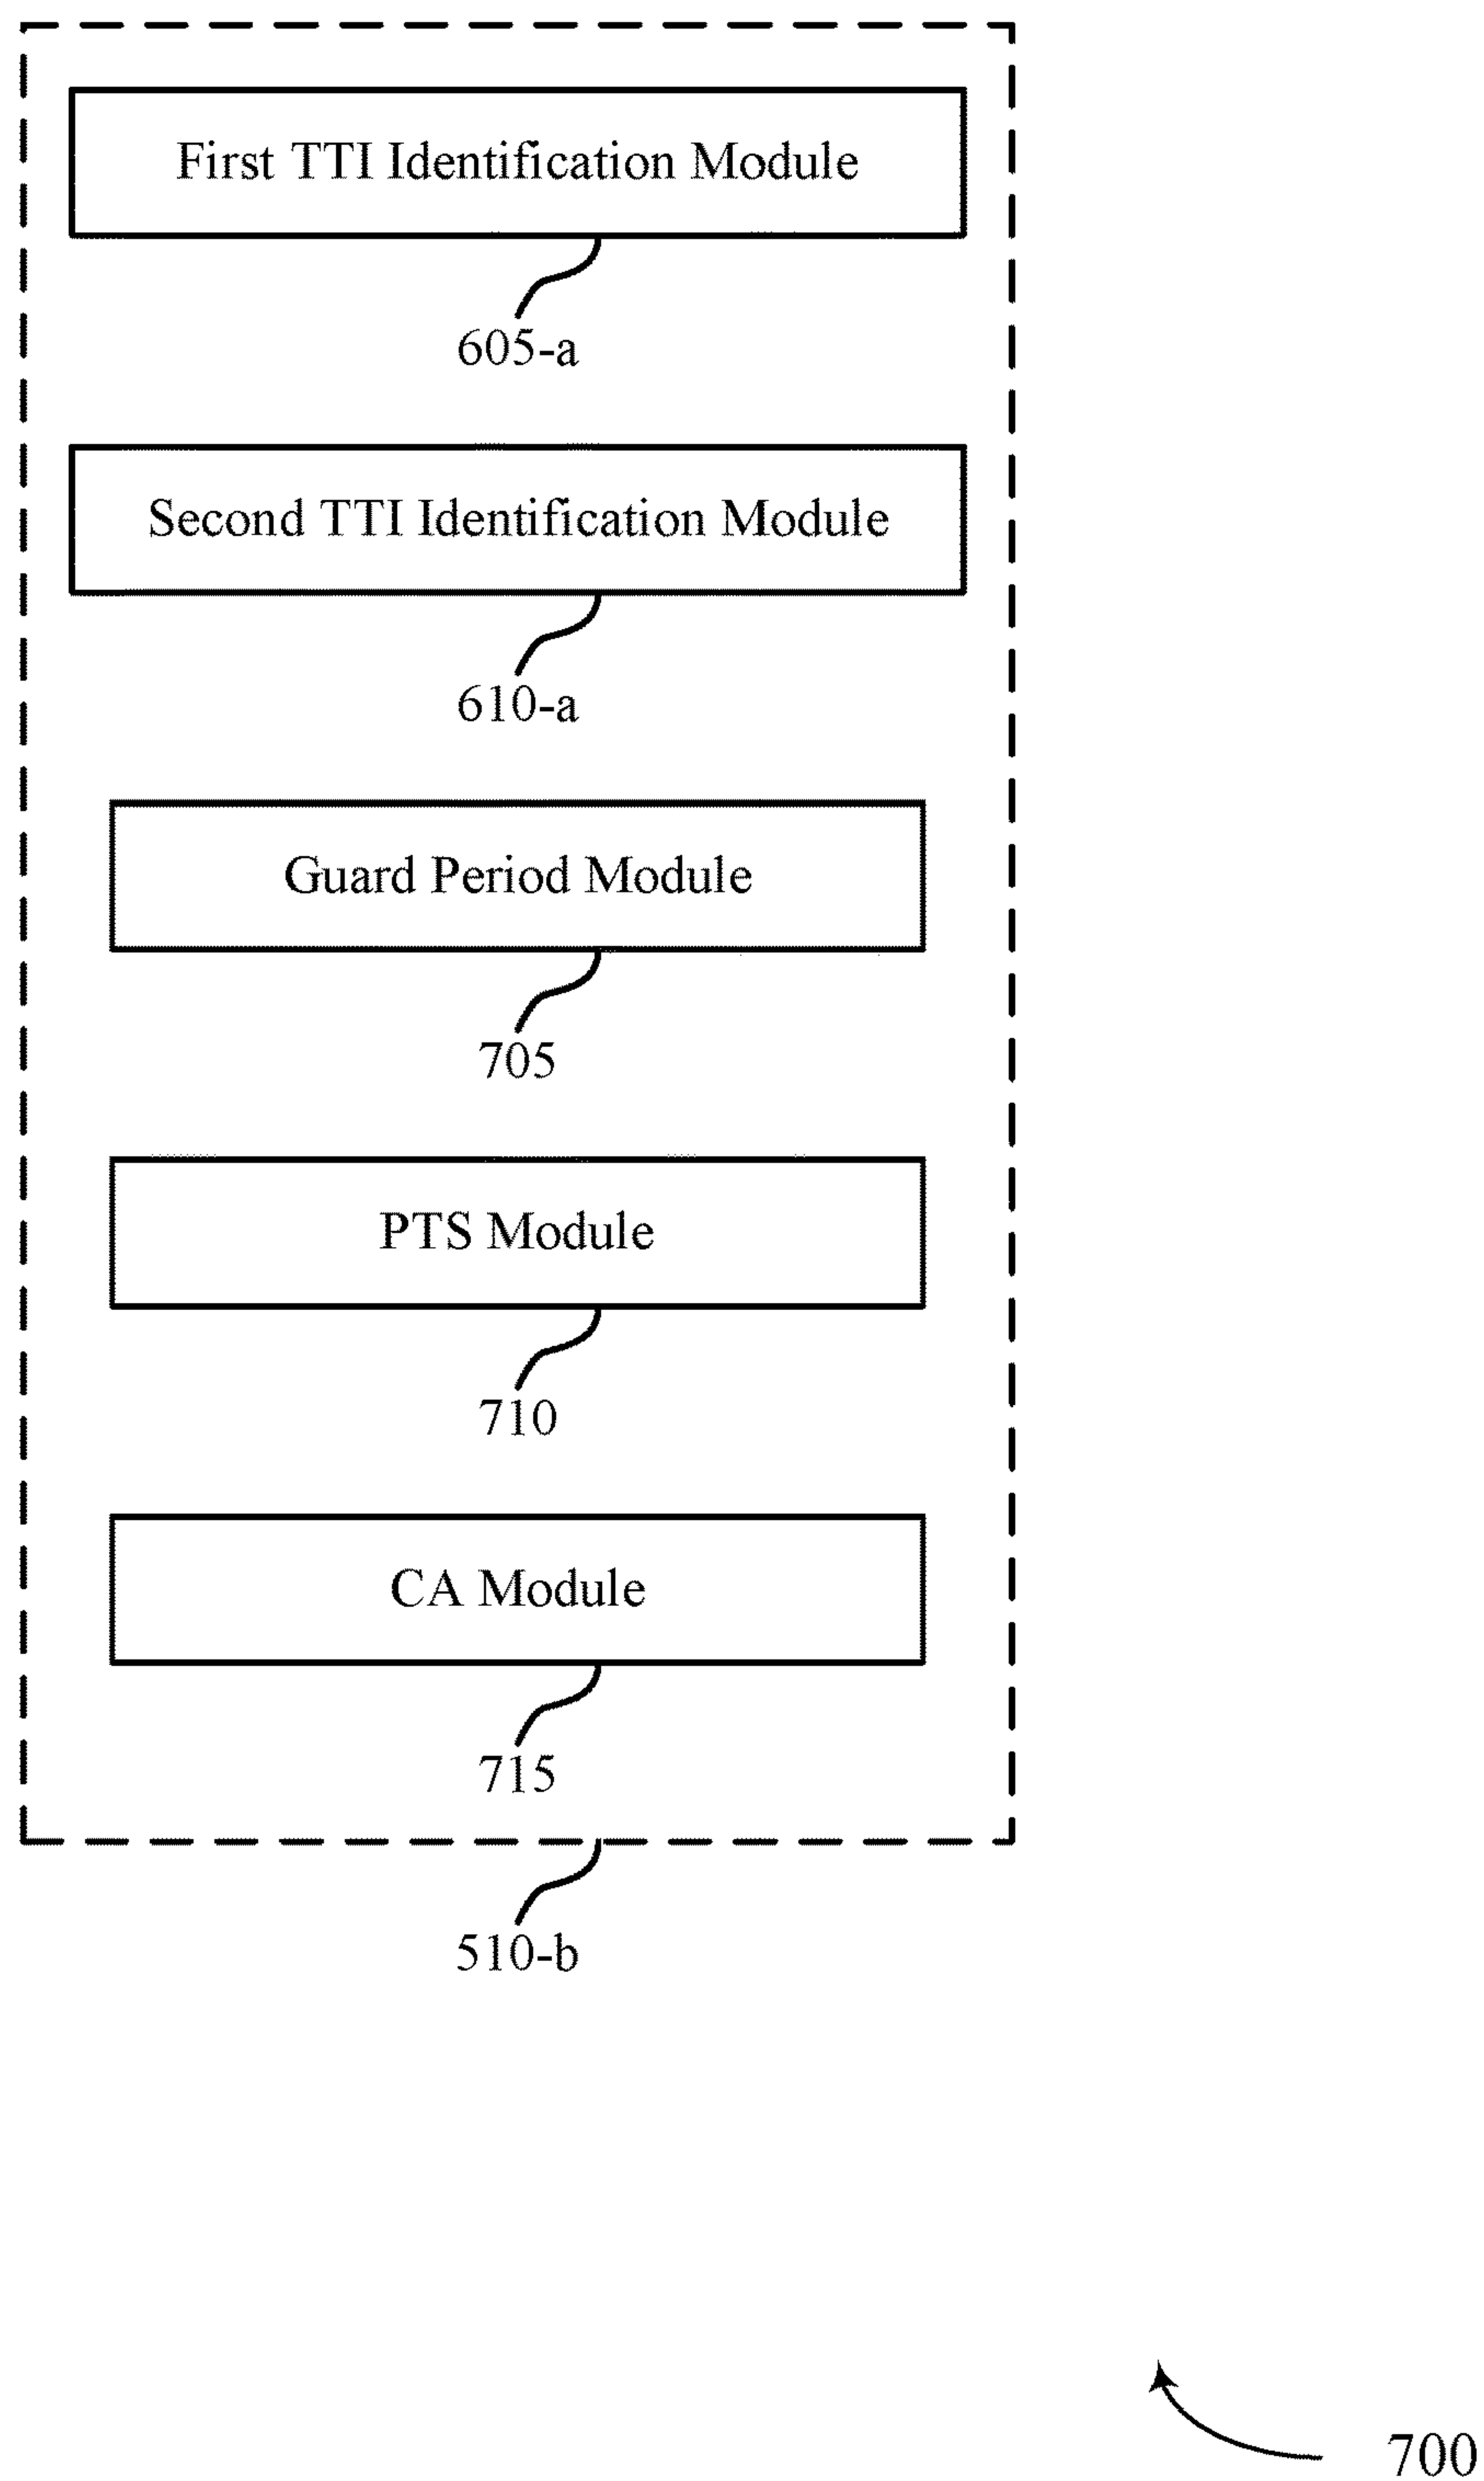 First TTI Identification Module
605-a
Second TTI Identification Module
610-a
Guard Period Module
705
PTS Module
710
CA Module
715
510-b
700